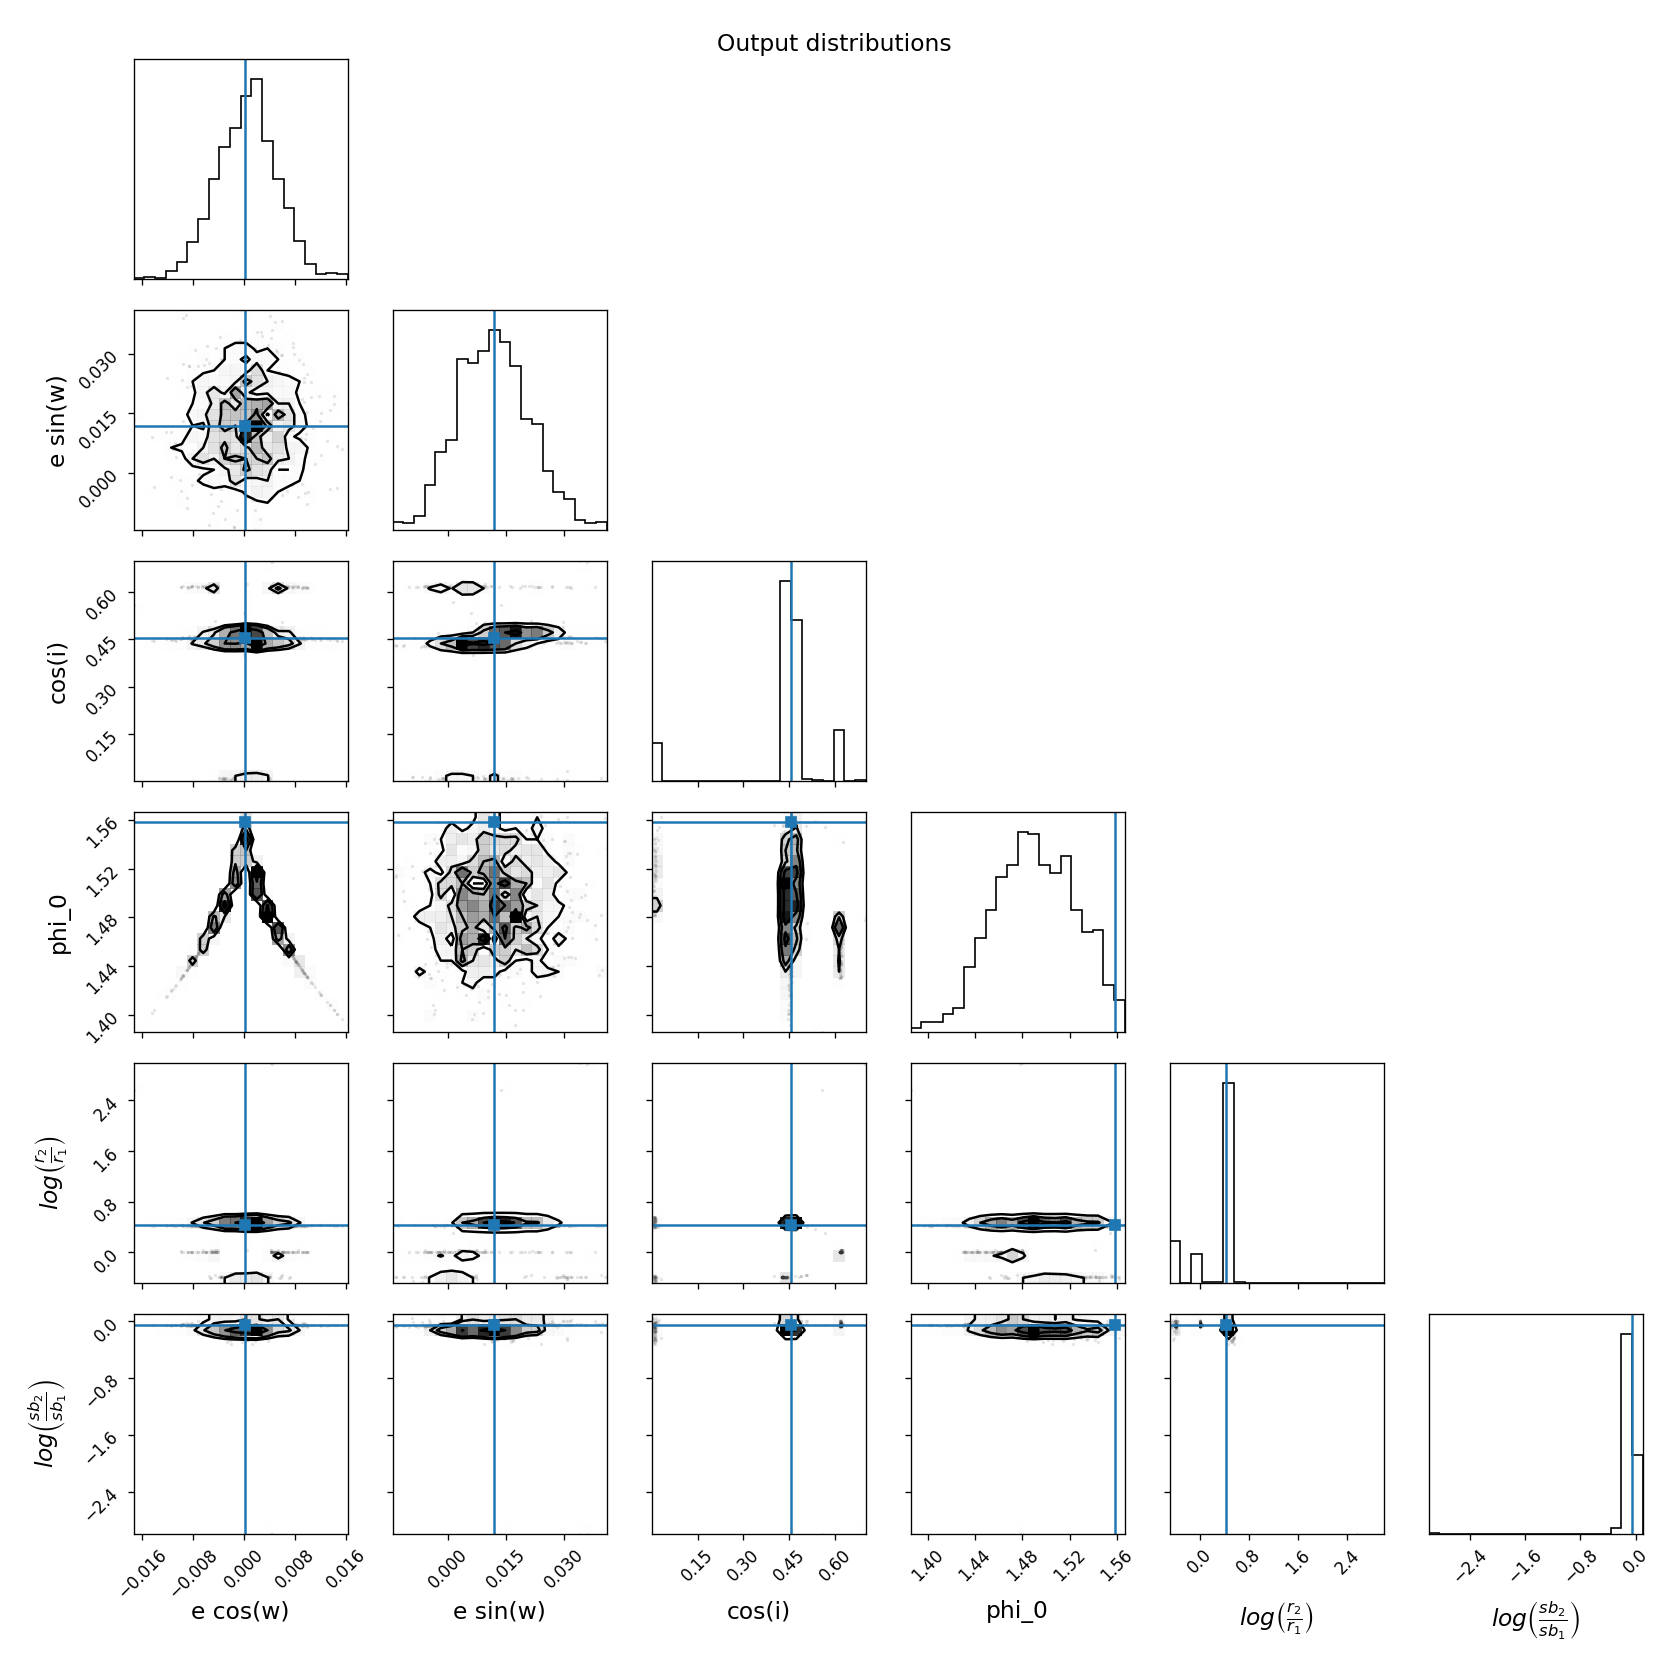 Output distributions
e sin(w)
0.030
0.015
0.000
cos(i)
0.60
0.45
0.30
0.15
phi_0
1.56
1.52
1.48
1.44
1.40
log(r2/r1)
2.4
1.6
0.8
0.0
log(sb2/sb1)
0.0
−0.8
−1.6
−2.4
−0.016 −0.008 0.000 0.008 0.016 0.000 0.015 0.030 0.15 0.30 0.45 0.60 1.40 1.44 1.48 1.52 1.56 0.0 0.8 1.6 2.4 −2.4 −1.6 −0.8 0.0
e cos(w) e sin(w) cos(i) phi_0 log(r2/r1) log(sb2/sb1)